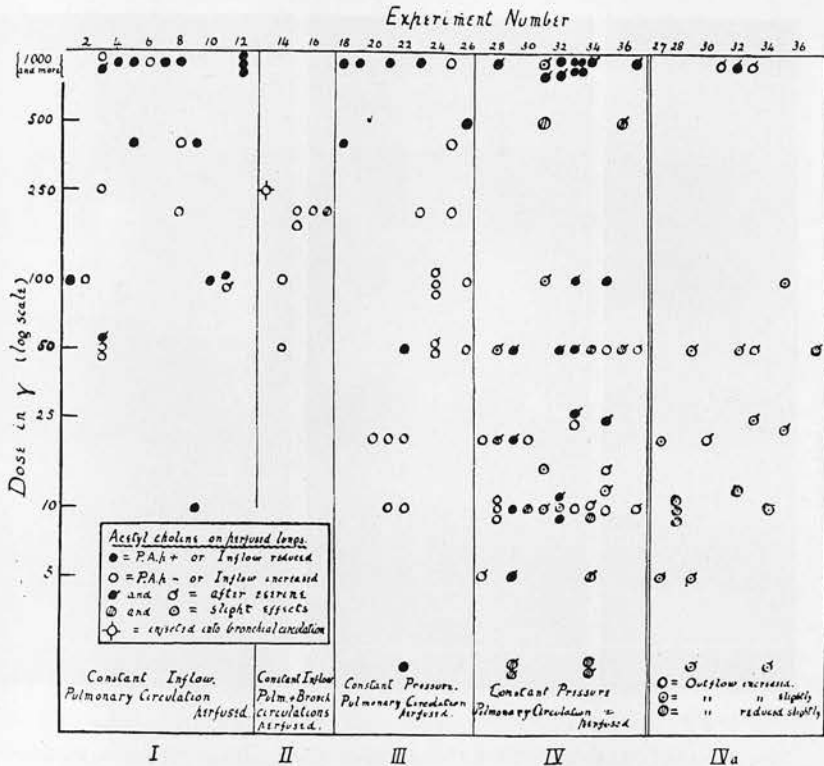 Experiment Number
2 4 6 8 10 12 14 16 18 20 22 24 26 28 30 32 34 36 27 28 30 32 34 36
1000
and more
500
250
100
50
25
10
5
Dose in γ (log scale)
Acetyl choline on perfused lungs.
● = P.A.p + or Inflow reduced
○ = P.A.p - or Inflow increased
and = after eserine
and = slight effects
= injected into bronchial circulation
Constant Inflow.
Pulmonary Circulation
perfused.
Constant Inflow
Pulm. + Bronch
circulations
perfused.
Constant Pressure.
Pulmonary Circulation
perfused.
Constant Pressure
Pulmonary Circulation
perfused
= Outflow increased.
= " " slightly
= " reduced slightly
I II III IV IVa